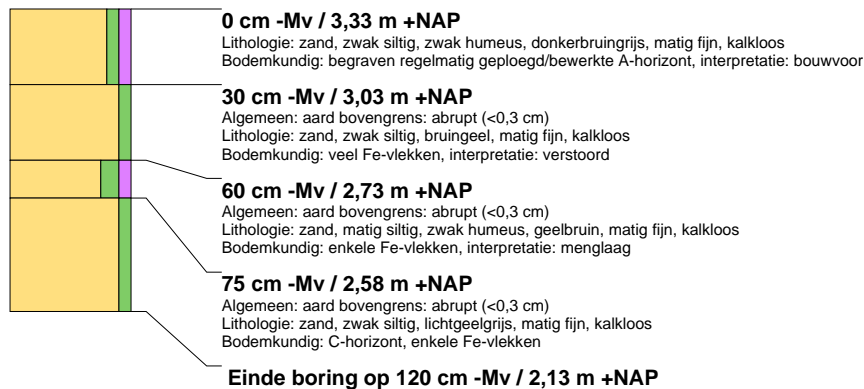 0 cm -Mv / 3,33 m +NAP
Lithologie: zand, zwak siltig, zwak humeus, donkerbruingrijs, matig fijn, kalkloos
Bodemkundig: begraven regelmatig geploegd/bewerkte A-horizont, interpretatie: bouwvoor
30 cm -Mv / 3,03 m +NAP
Algemeen: aard bovengrens: abrupt (<0,3 cm)
Lithologie: zand, zwak siltig, bruingeel, matig fijn, kalkloos
Bodemkundig: veel Fe-vlekken, interpretatie: verstoord
60 cm -Mv / 2,73 m +NAP
Algemeen: aard bovengrens: abrupt (<0,3 cm)
Lithologie: zand, matig siltig, zwak humeus, geelbruin, matig fijn, kalkloos
Bodemkundig: enkele Fe-vlekken, interpretatie: menglaag
75 cm -Mv / 2,58 m +NAP
Algemeen: aard bovengrens: abrupt (<0,3 cm)
Lithologie: zand, zwak siltig, lichtgeelgrijs, matig fijn, kalkloos
Bodemkundig: C-horizont, enkele Fe-vlekken
Einde boring op 120 cm -Mv / 2,13 m +NAP